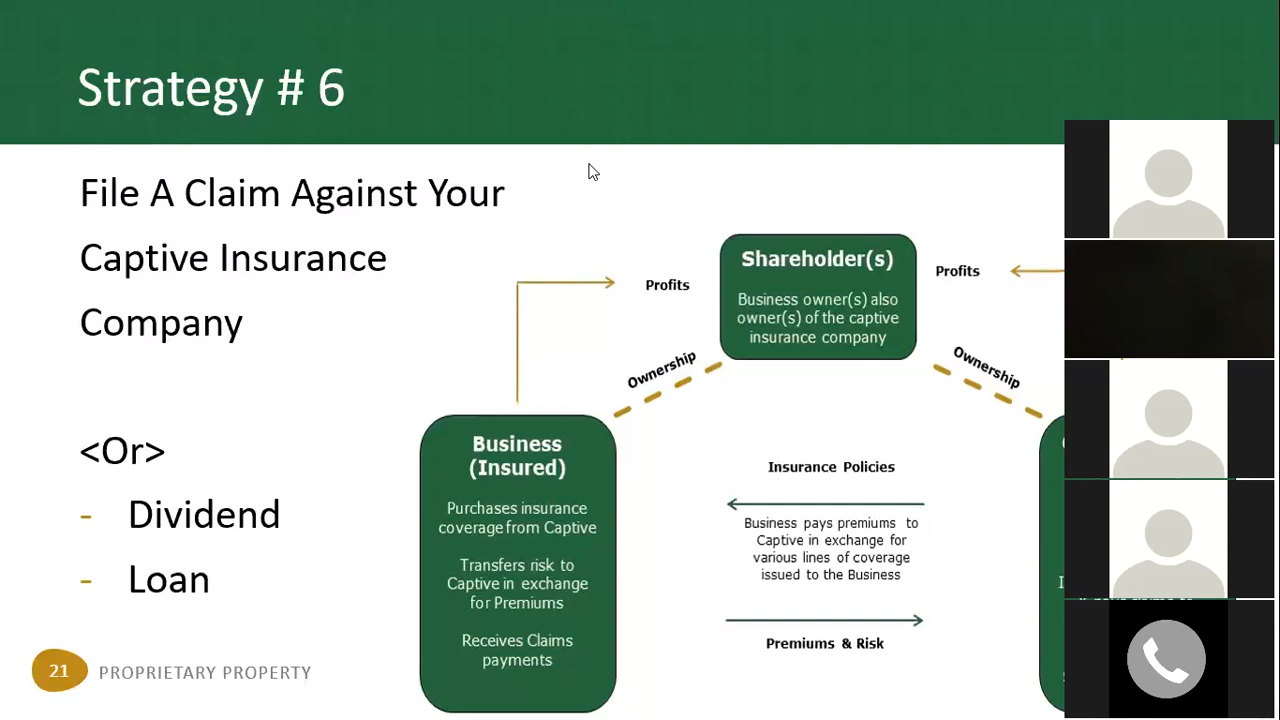 Strategy # 6
File A Claim Against Your
Captive Insurance
Company
<Or>
- Dividend
- Loan
Profits
Shareholder(s)
Business owner(s) also
owner(s) of the captive
insurance company
Profits
Ownership
Ownership
Business
(Insured)
Purchases insurance
coverage from Captive
Transfers risk to
Captive in exchange
for Premiums
Receives Claims
payments
Insurance Policies
Business pays premiums to
Captive in exchange for
various lines of coverage
issued to the Business
Premiums & Risk
21 PROPRIETARY PROPERTY